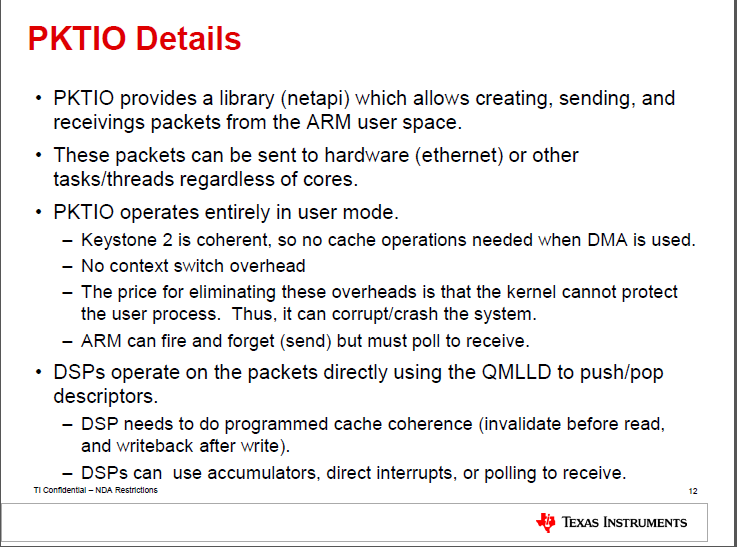 PKTIO Details
• PKTIO provides a library (netapi) which allows creating, sending, and
receivings packets from the ARM user space.
• These packets can be sent to hardware (ethernet) or other
tasks/threads regardless of cores.
• PKTIO operates entirely in user mode.
– Keystone 2 is coherent, so no cache operations needed when DMA is used.
– No context switch overhead
– The price for eliminating these overheads is that the kernel cannot protect
the user process.  Thus, it can corrupt/crash the system.
– ARM can fire and forget (send) but must poll to receive.
• DSPs operate on the packets directly using the QMLLD to push/pop
descriptors.
– DSP needs to do programmed cache coherence (invalidate before read,
and writeback after write).
– DSPs can  use accumulators, direct interrupts, or polling to receive.
TI Confidential – NDA Restrictions
12
TEXAS INSTRUMENTS